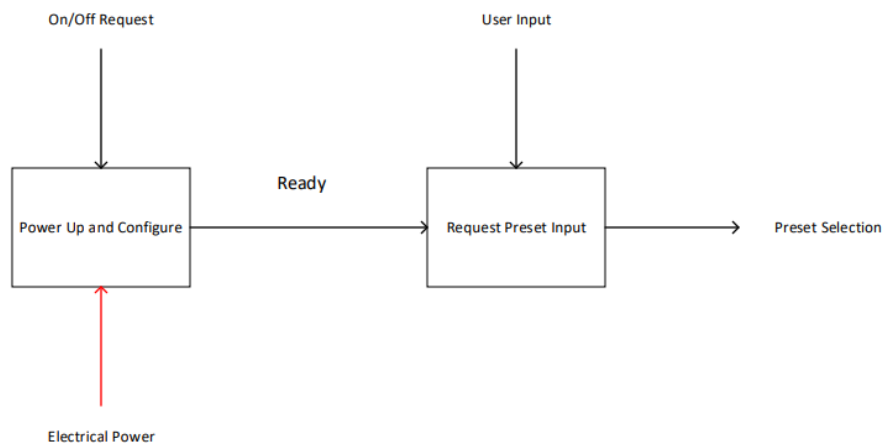 On/Off Request
User Input
Ready
Power Up and Configure
Request Preset Input
Preset Selection
Electrical Power